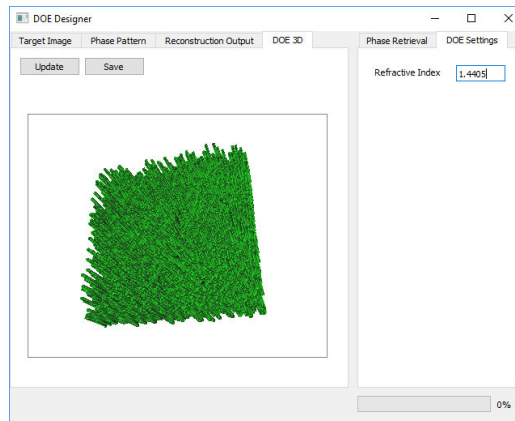 DOE Designer
Target Image Phase Pattern Reconstruction Output DOE 3D Phase Retrieval DOE Settings
Update Save Refractive Index 1.4405
0%